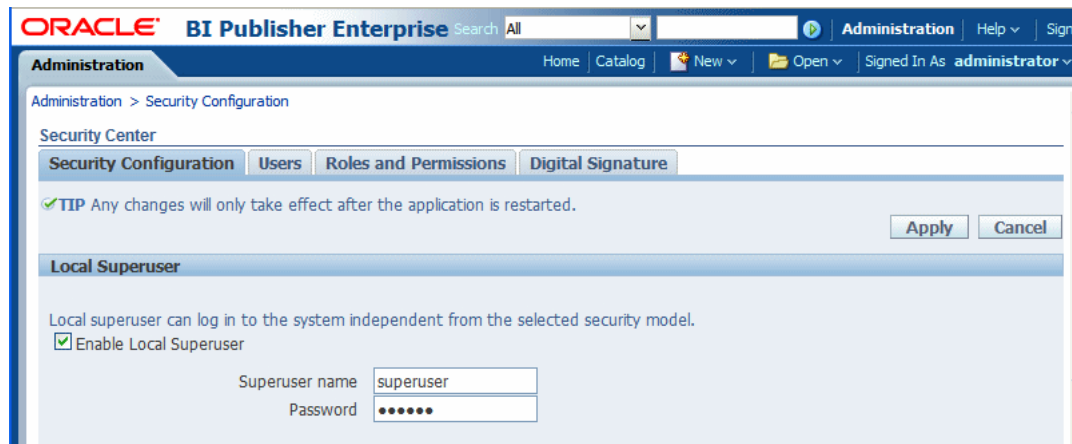 ORACLE BI Publisher Enterprise Search All Administration Help Sign
Administration Home Catalog New Open Signed In As administrator
Administration > Security Configuration
Security Center
Security Configuration Users Roles and Permissions Digital Signature
TIP Any changes will only take effect after the application is restarted.
Apply Cancel
Local Superuser
Local superuser can log in to the system independent from the selected security model.
Enable Local Superuser
Superuser name superuser
Password ••••••